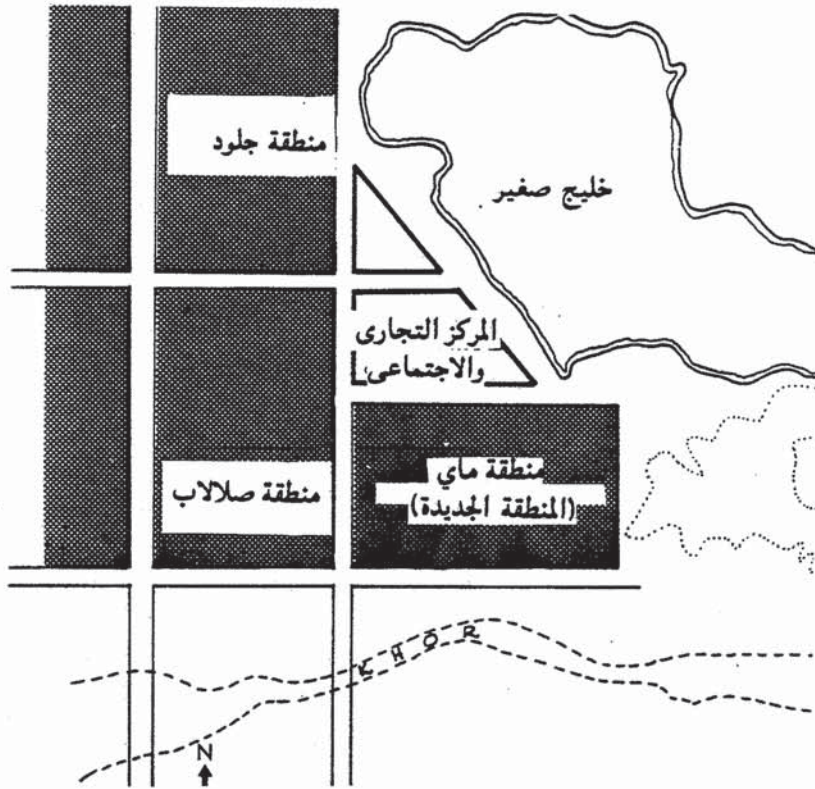 منطقة جلود
خليج صغير
المركز التجارى
والاجتماعى
منطقة صلالاب
منطقة ماي
(المنطقة الجديدة)
KHOR
N